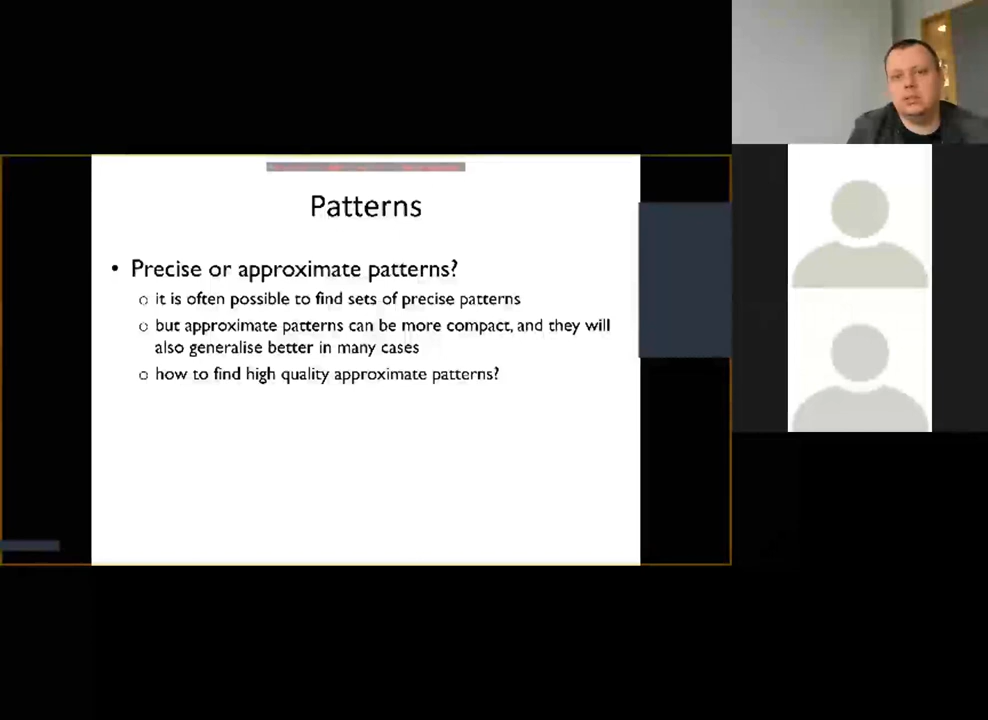 Patterns
• Precise or approximate patterns?
o it is often possible to find sets of precise patterns
o but approximate patterns can be more compact, and they will
also generalise better in many cases
o how to find high quality approximate patterns?